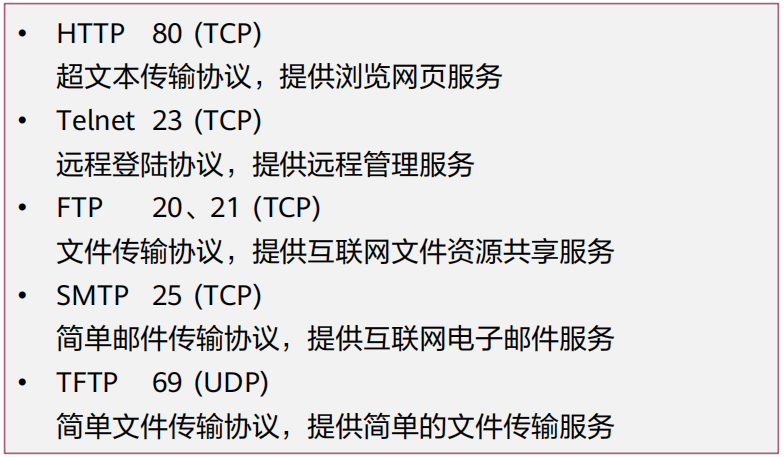 • HTTP 80 (TCP)
超文本传输协议，提供浏览网页服务
• Telnet 23 (TCP)
远程登陆协议，提供远程管理服务
• FTP 20、21 (TCP)
文件传输协议，提供互联网文件资源共享服务
• SMTP 25 (TCP)
简单邮件传输协议，提供互联网电子邮件服务
• TFTP 69 (UDP)
简单文件传输协议，提供简单的文件传输服务